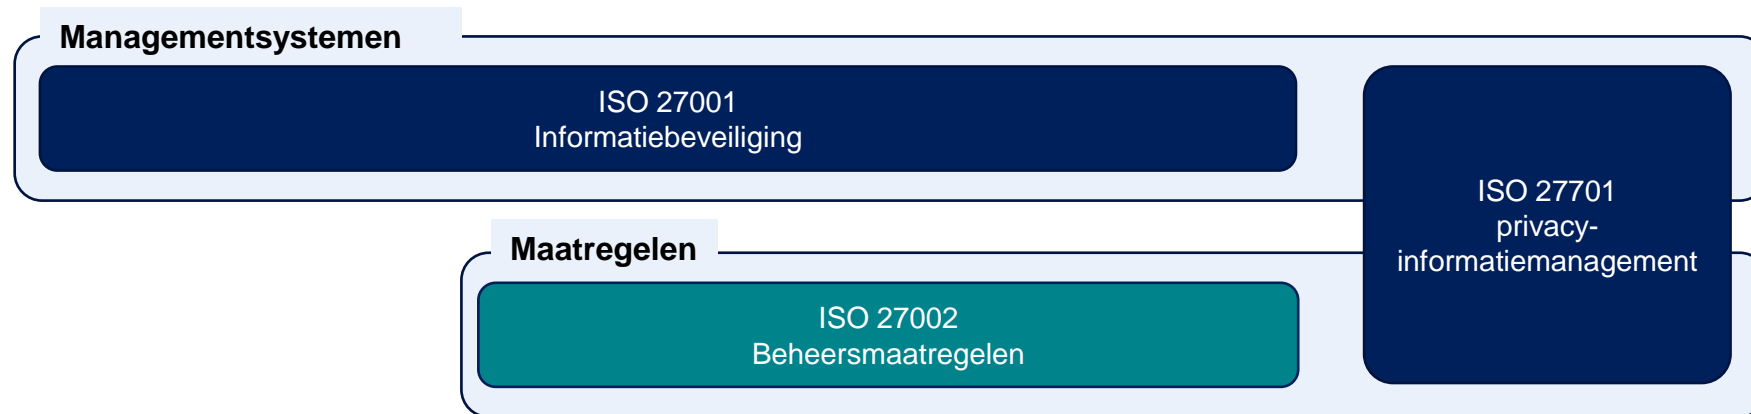 Managementsystemen
ISO 27001
Informatiebeveiliging
ISO 27701
privacy-
informatiemanagement
Maatregelen
ISO 27002
Beheersmaatregelen